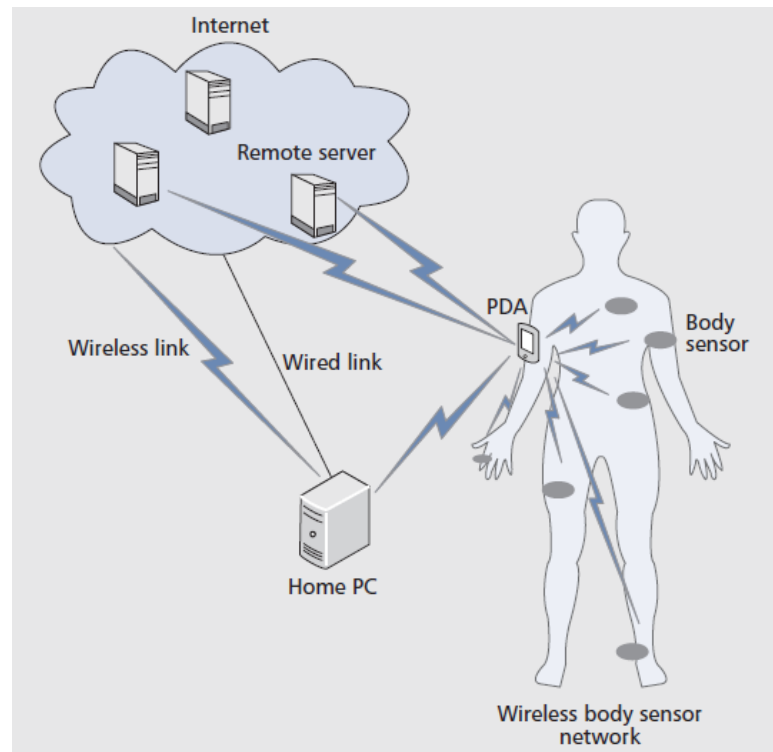 Internet
Remote server
PDA
Body
sensor
Wireless link
Wired link
Home PC
Wireless body sensor
network